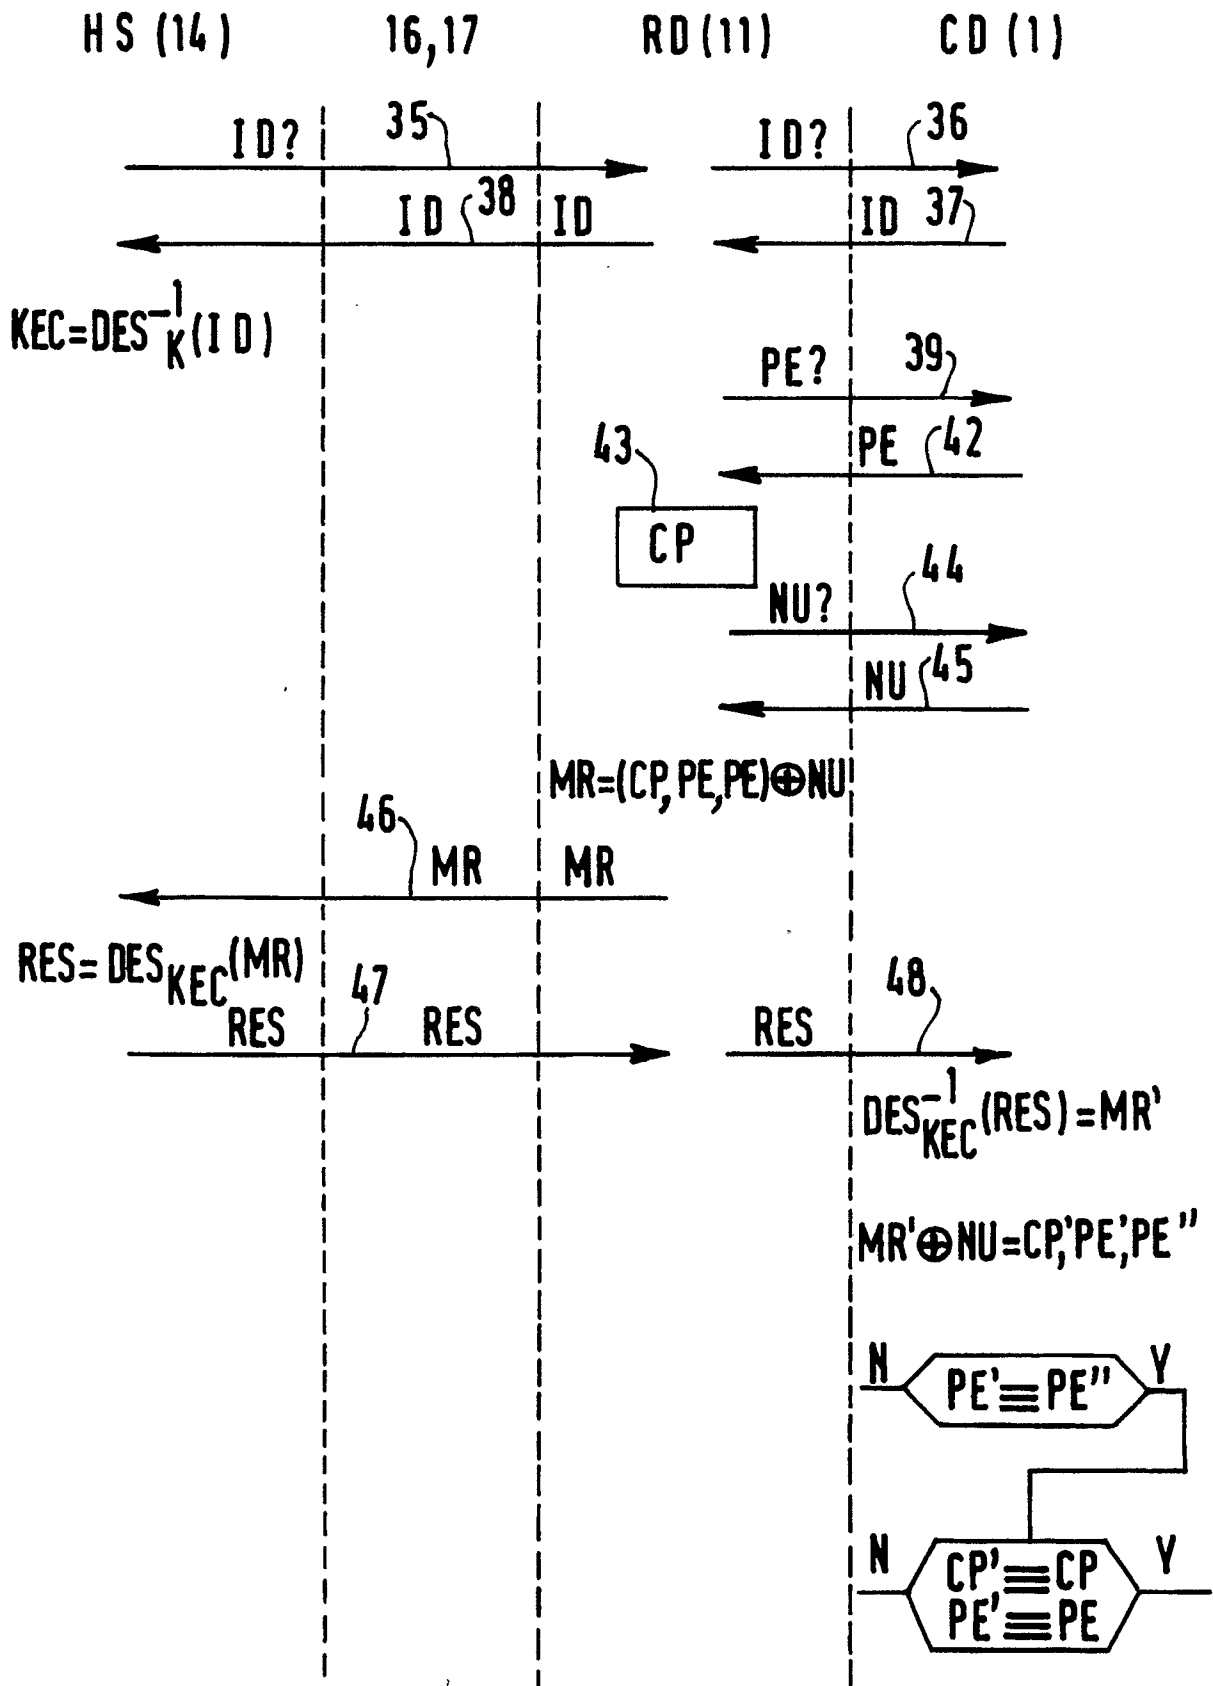 HS (14) 16,17 RD (11) CD (1)
ID? 35 ID? 36
ID 38 ID ID 37
KEC=DES⁻¹K(ID)
PE? 39
43 PE 42
CP
NU? 44
NU 45
MR=(CP,PE,PE)⊕NU
46 MR MR
RES=DES KEC(MR)
RES 47 RES RES 48
DES⁻¹KEC(RES)=MR'
MR'⊕NU=CP,'PE,'PE"
N PE'≡PE" Y
N CP,'≡CP Y
PE'≡PE